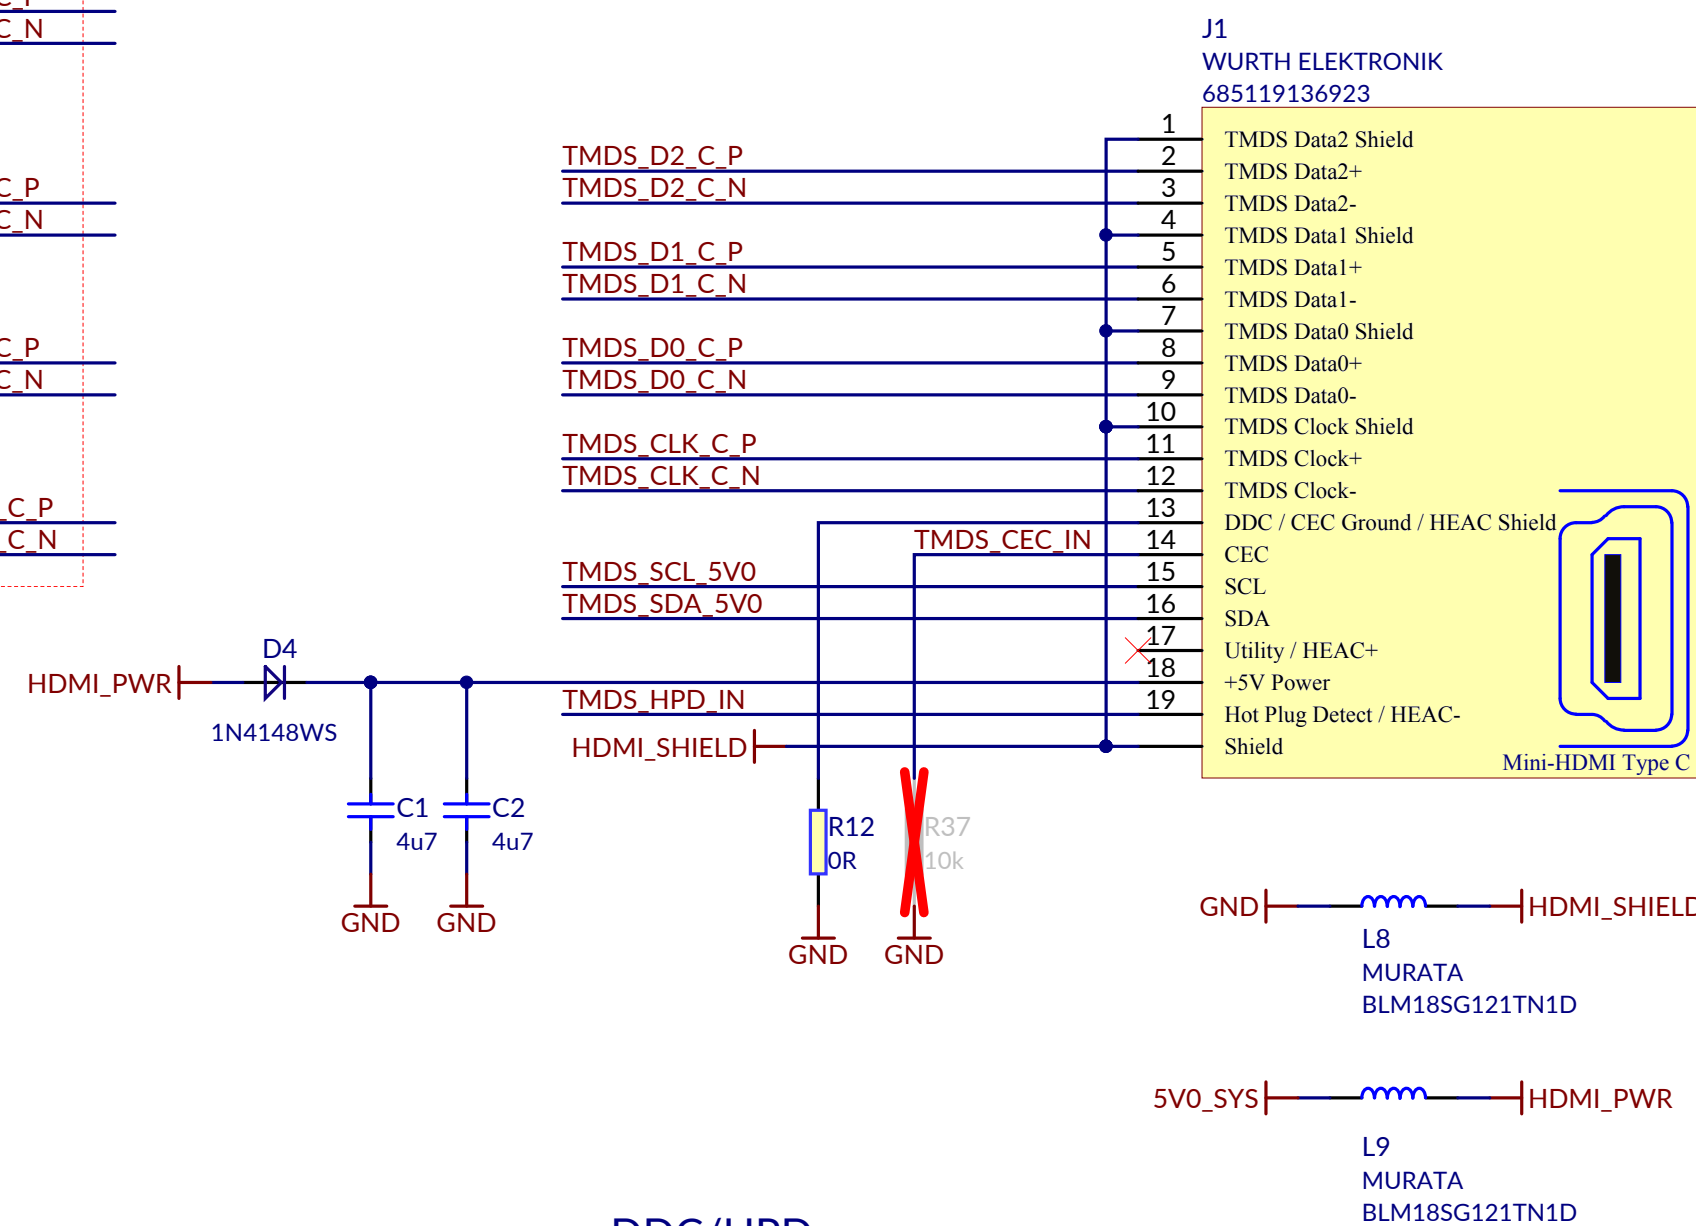 C_N
C_P
C_N
C_P
C_N
C_P
C_N
J1
WURTH ELEKTRONIK
685119136923
1 TMDS Data2 Shield
TMDS_D2_C_P 2 TMDS Data2+
TMDS_D2_C_N 3 TMDS Data2-
4 TMDS Data1 Shield
TMDS_D1_C_P 5 TMDS Data1+
TMDS_D1_C_N 6 TMDS Data1-
7 TMDS Data0 Shield
TMDS_D0_C_P 8 TMDS Data0+
TMDS_D0_C_N 9 TMDS Data0-
10 TMDS Clock Shield
TMDS_CLK_C_P 11 TMDS Clock+
TMDS_CLK_C_N 12 TMDS Clock-
13 DDC / CEC Ground / HEAC Shield
TMDS_CEC_IN 14 CEC
TMDS_SCL_5V0 15 SCL
TMDS_SDA_5V0 16 SDA
17 Utility / HEAC+
18 +5V Power
TMDS_HPD_IN 19 Hot Plug Detect / HEAC-
HDMI_SHIELD Shield
Mini-HDMI Type C
HDMI_PWR
D4
1N4148WS
C1
4u7
GND
C2
4u7
GND
R12
0R
GND
R37
10k
GND
GND HDMI_SHIELD
L8
MURATA
BLM18SG121TN1D
5V0_SYS HDMI_PWR
L9
MURATA
BLM18SG121TN1D
DDC/HPD